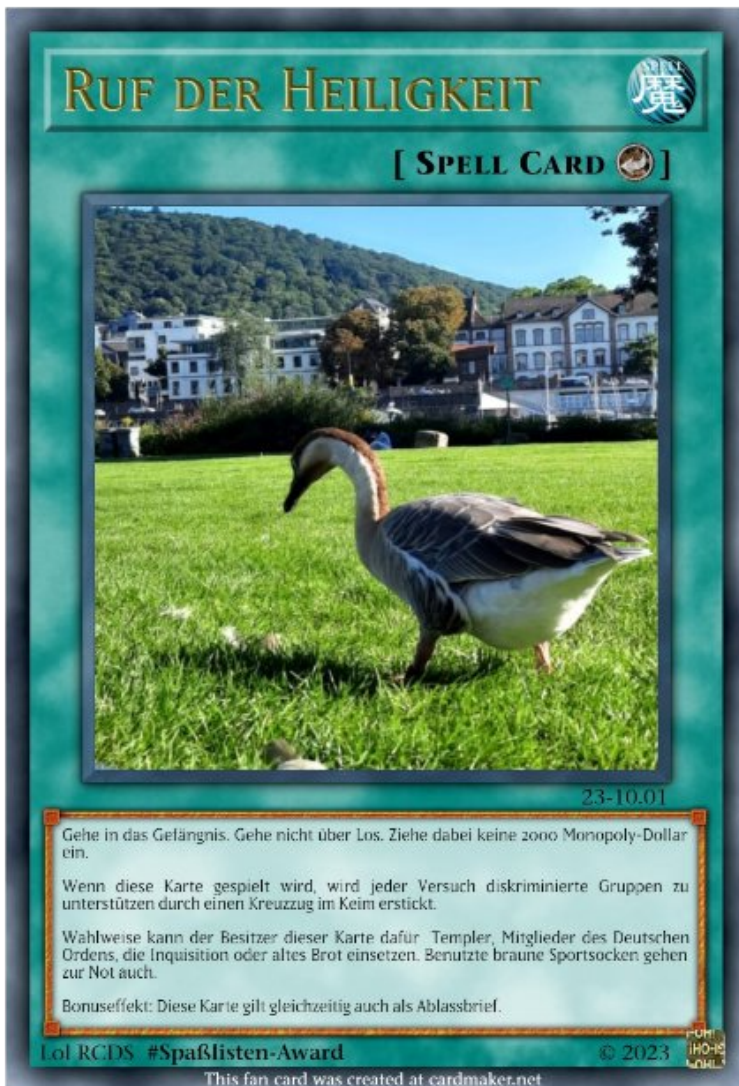 RUF DER HEILIGKEIT
SPELL
魔
[ SPELL CARD ]
23-10.01
Gehe in das Gefängnis. Gehe nicht über Los. Ziehe dabei keine 2000 Monopoly-Dollar
ein.
Wenn diese Karte gespielt wird, wird jeder Versuch diskriminierte Gruppen zu
unterstützen durch einen Kreuzzug im Keim erstickt.
Wahlweise kann der Besitzer dieser Karte dafür Templer, Mitglieder des Deutschen
Ordens, die Inquisition oder altes Brot einsetzen. Benutzte braune Sportsocken gehen
zur Not auch.
Bonuseffekt: Diese Karte gilt gleichzeitig auch als Ablassbrief.
Lol RCDS #Spaßlisten-Award © 2023
This fan card was created at cardmaker.net